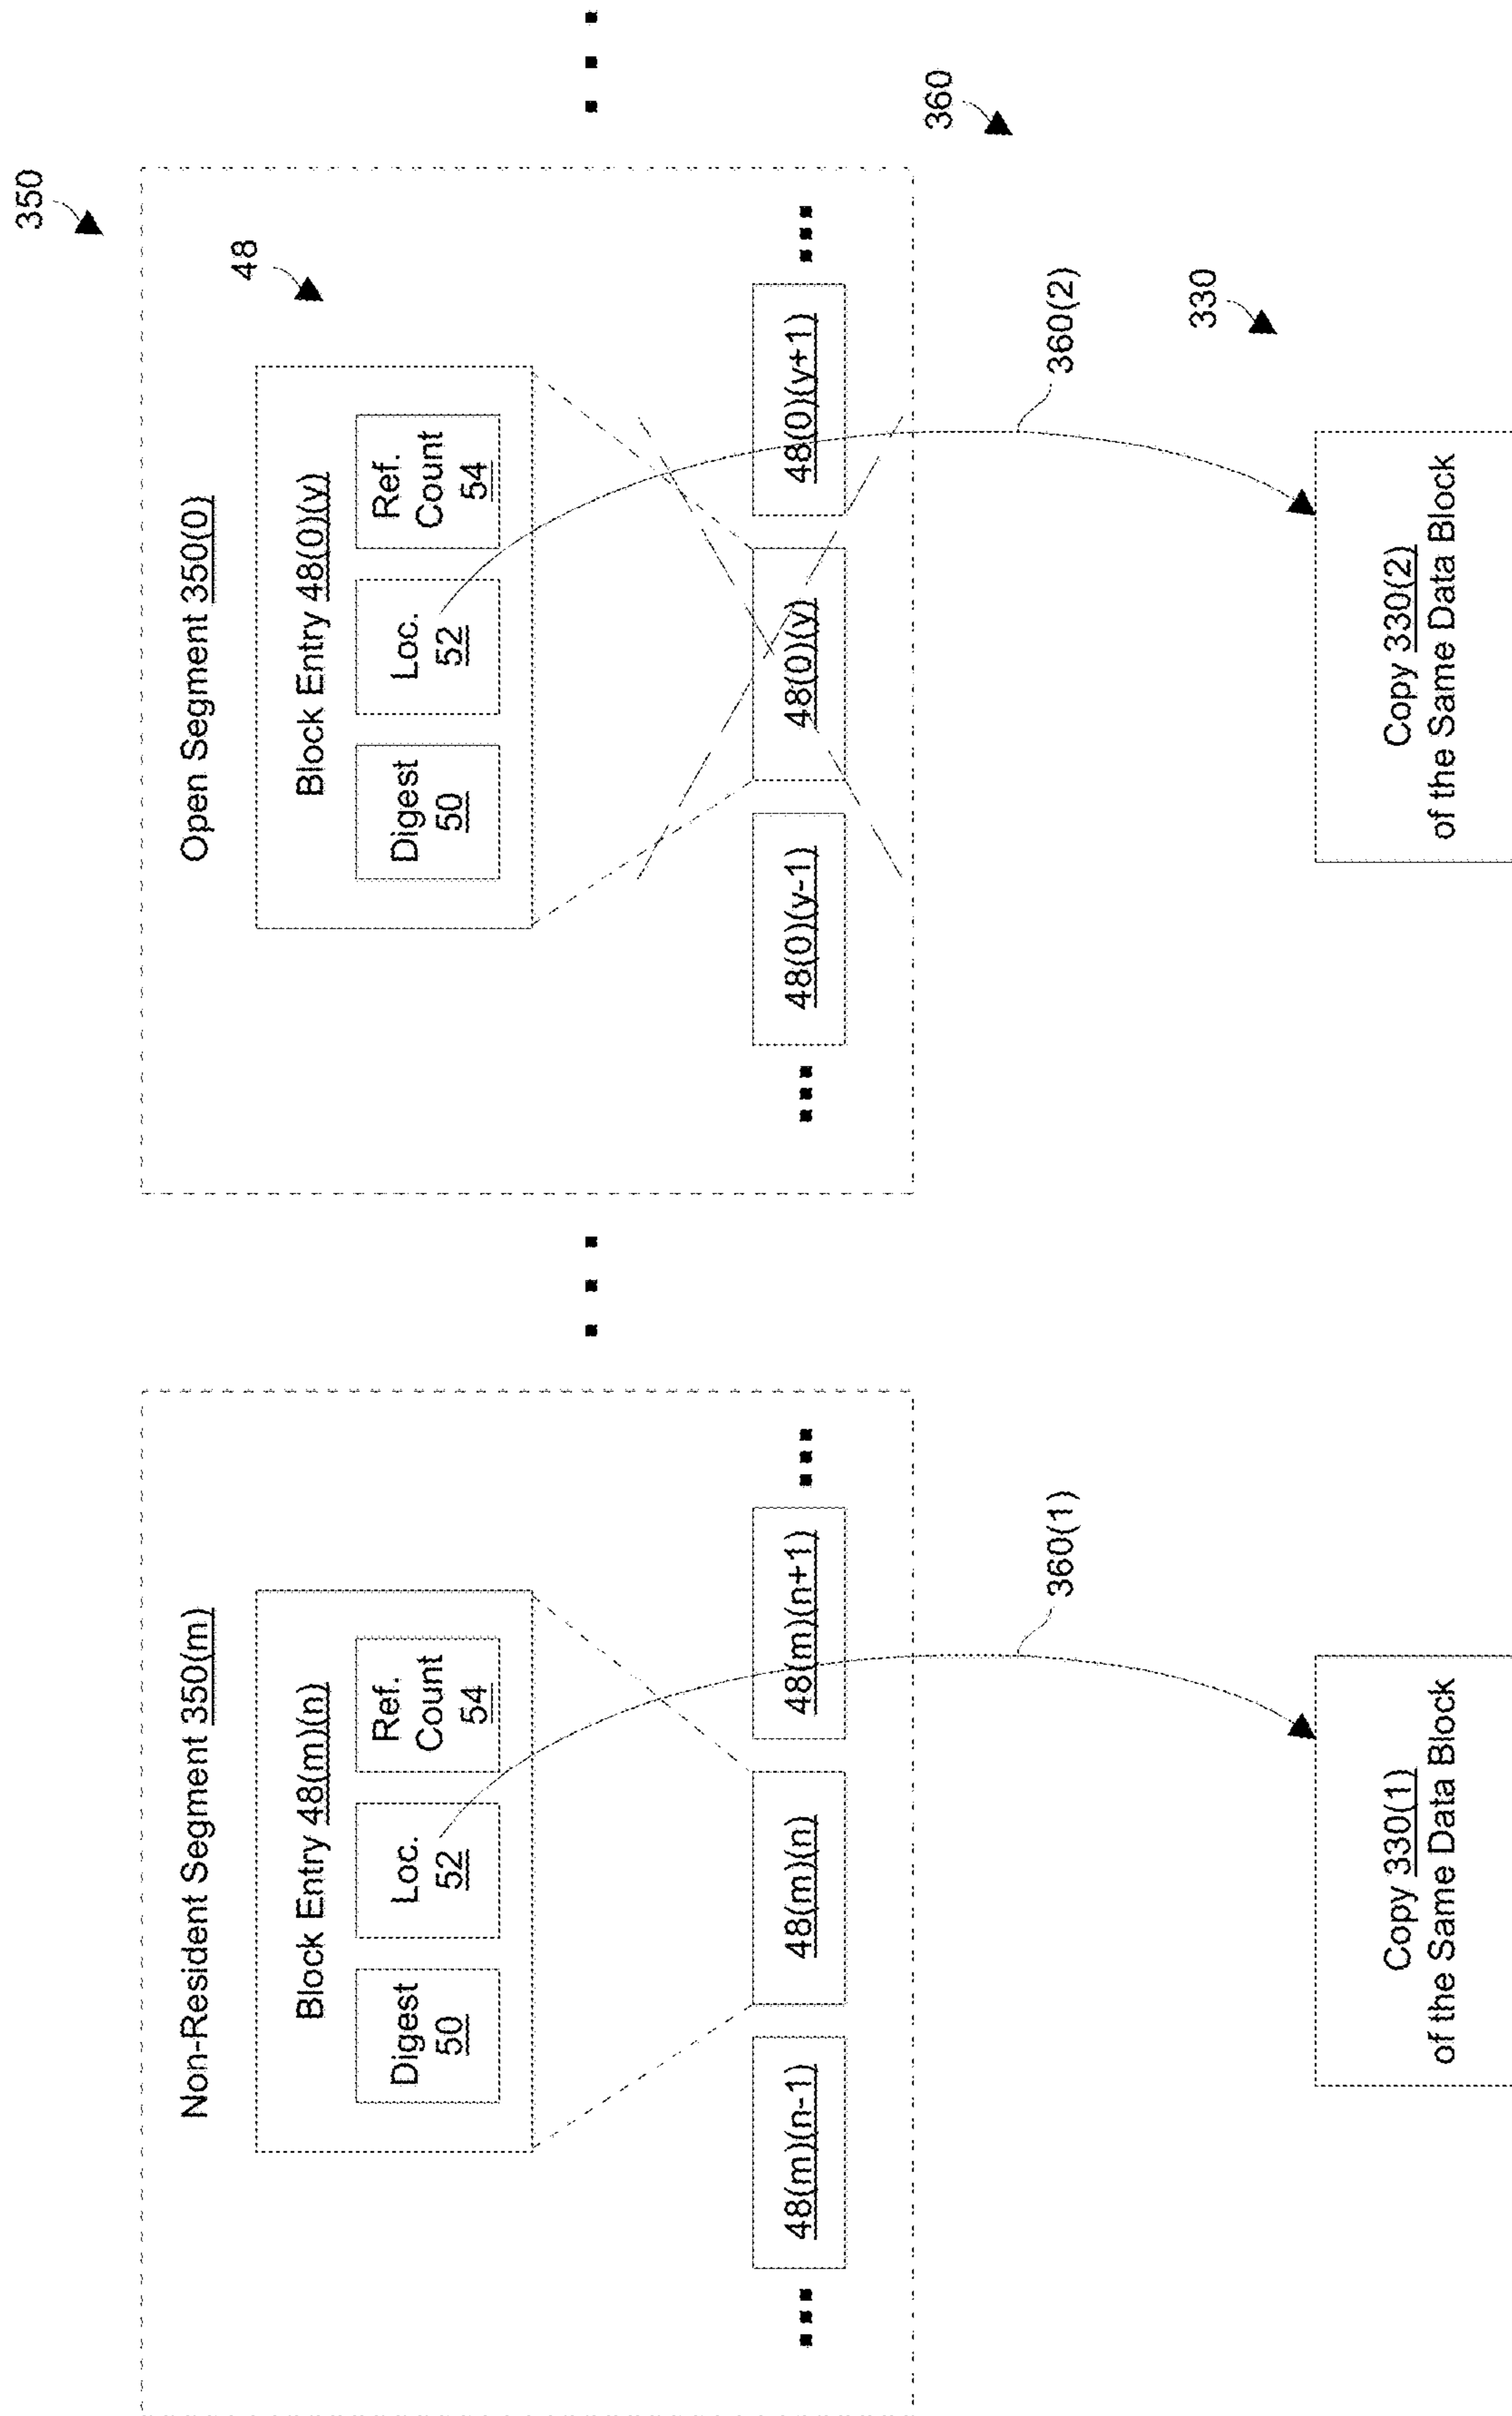 350
Non-Resident Segment 350(m)
Open Segment 350(0)
48
Block Entry 48(m)(n)
Block Entry 48(0)(y)
Digest
50
Loc.
52
Ref.
Count
54
Digest
50
Loc.
52
Ref.
Count
54
48(m)(n-1)
48(m)(n)
48(m)(n+1)
48(0)(y-1)
48(0)(y)
48(0)(y+1)
360
360(1)
360(2)
330
Copy 330(1)
of the Same Data Block
Copy 330(2)
of the Same Data Block